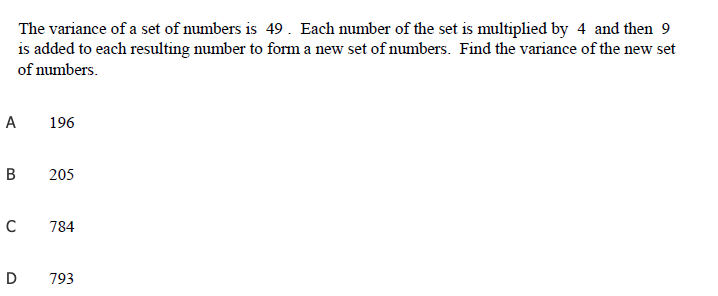 The variance of a set of numbers is 49 . Each number of the set is multiplied by 4 and then 9
is added to each resulting number to form a new set of numbers. Find the variance of the new set
of numbers.
A 196
B 205
C 784
D 793